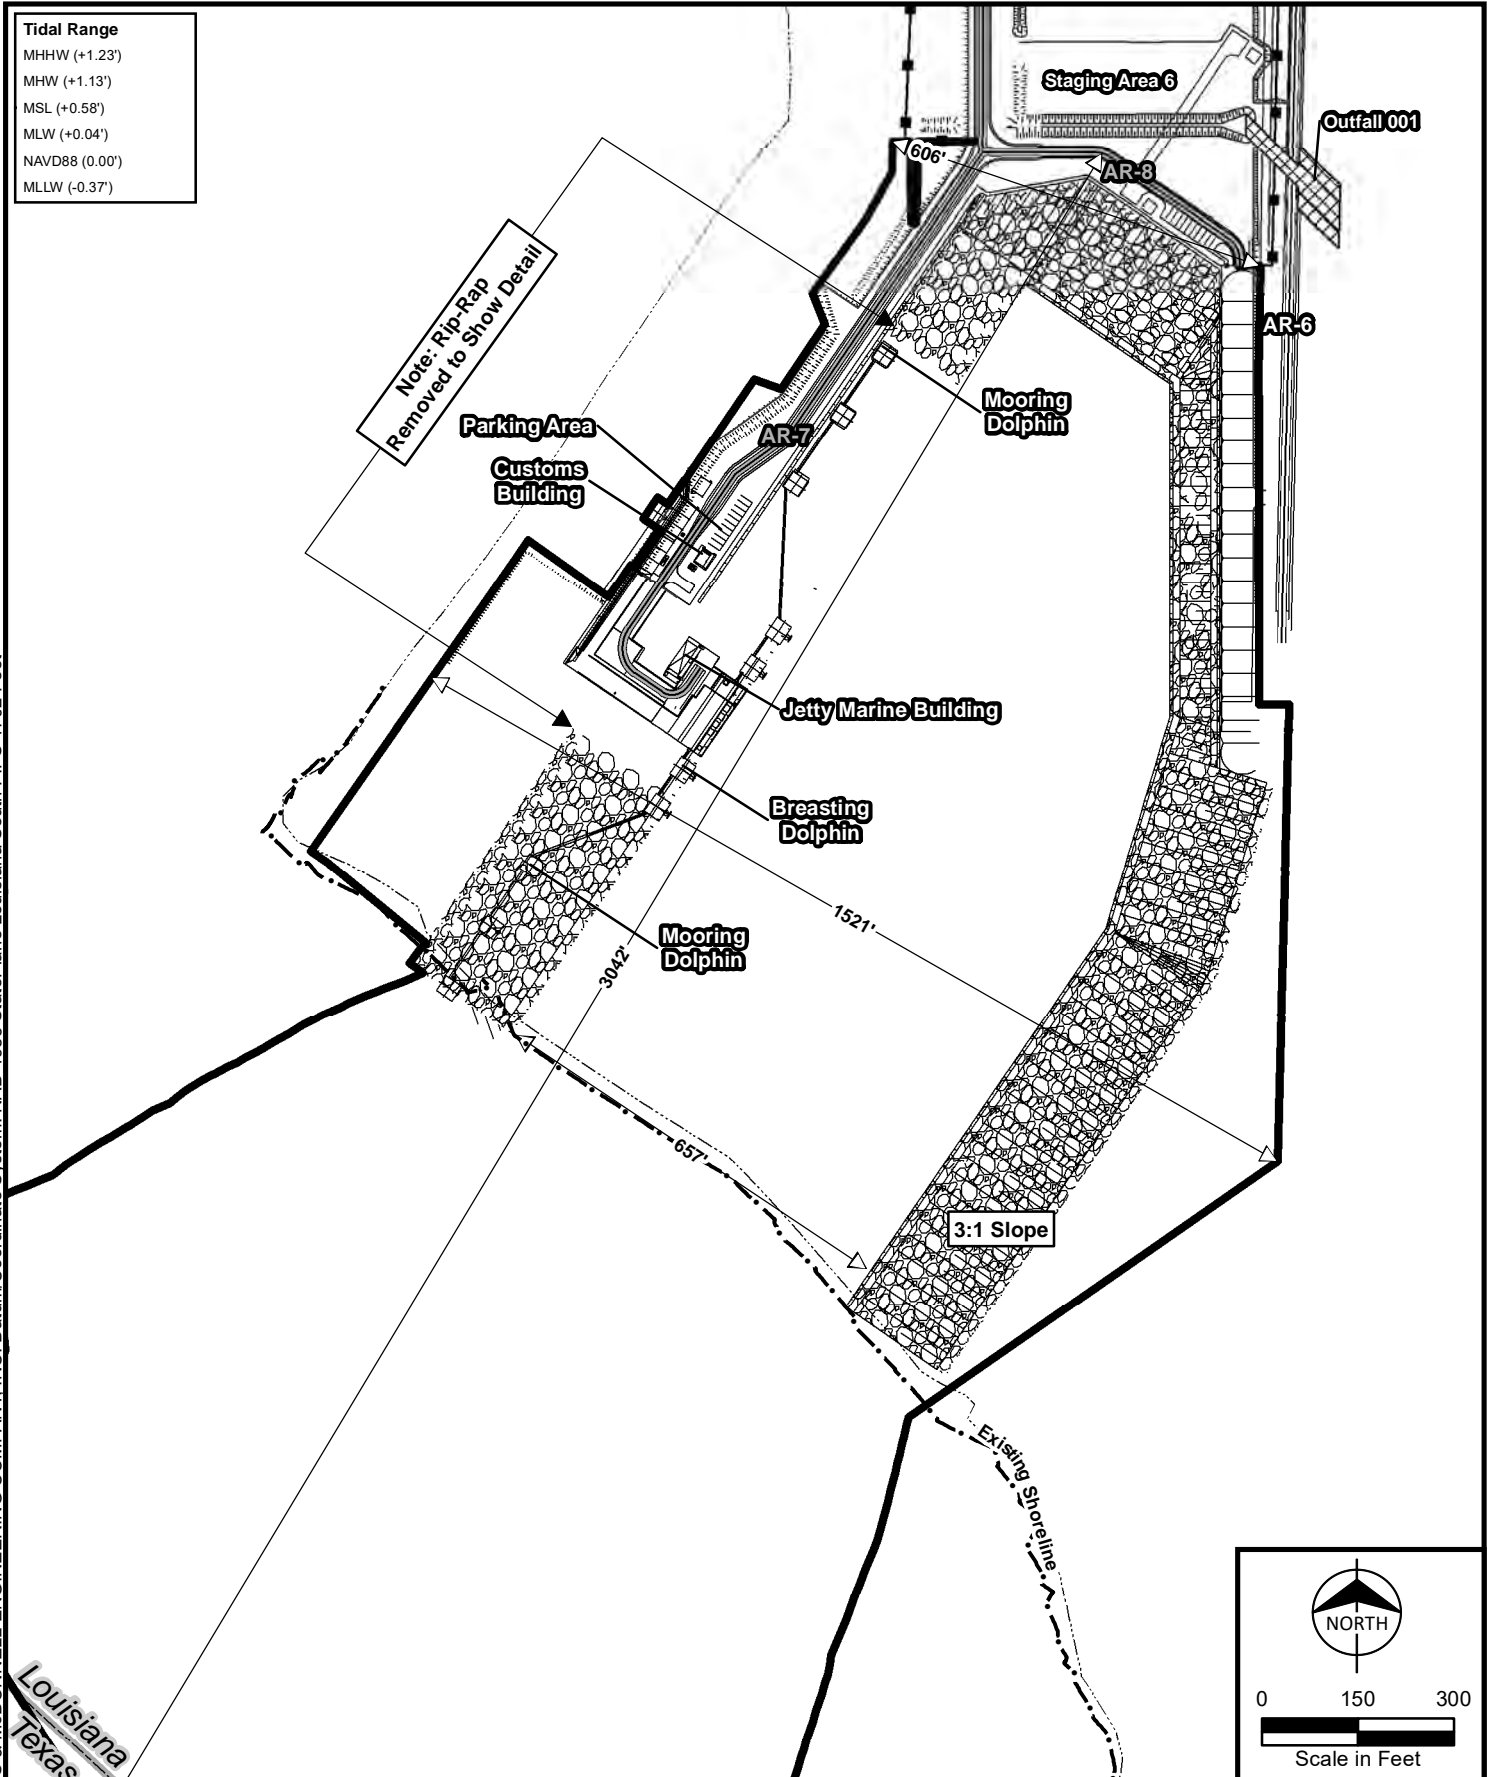 Tidal Range
MHHW (+1.23')
MHW (+1.13')
MSL (+0.58')
MLW (+0.04')
NAVD88 (0.00')
MLLW (-0.37')
Staging Area 6
Outfall 001
606'
AR-8
AR-6
Note: Rip-Rap
Removed to Show Detail
Mooring
Dolphin
Parking Area
AR-7
Customs
Building
Jetty Marine Building
Breasting
Dolphin
1521'
Mooring
Dolphin
3042'
657'
3:1 Slope
Existing Shoreline
NORTH
0 150 300
Scale in Feet
Louisiana
Texas